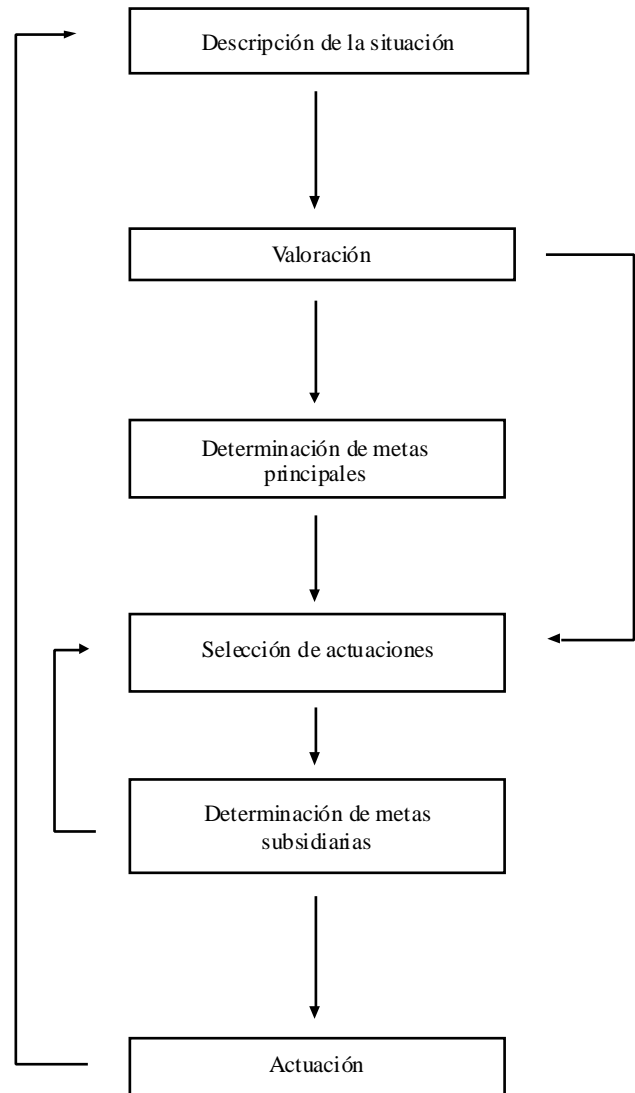 Descripción de la situación
Valoración
Determinación de metas
principales
Selección de actuaciones
Determinación de metas
subsidiarias
Actuación